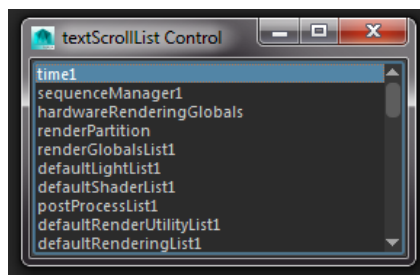 textScrollList Control
time1
sequenceManager1
hardwareRenderingGlobals
renderPartition
renderGlobalsList1
defaultLightList1
defaultShaderList1
postProcessList1
defaultRenderUtilityList1
defaultRenderingList1